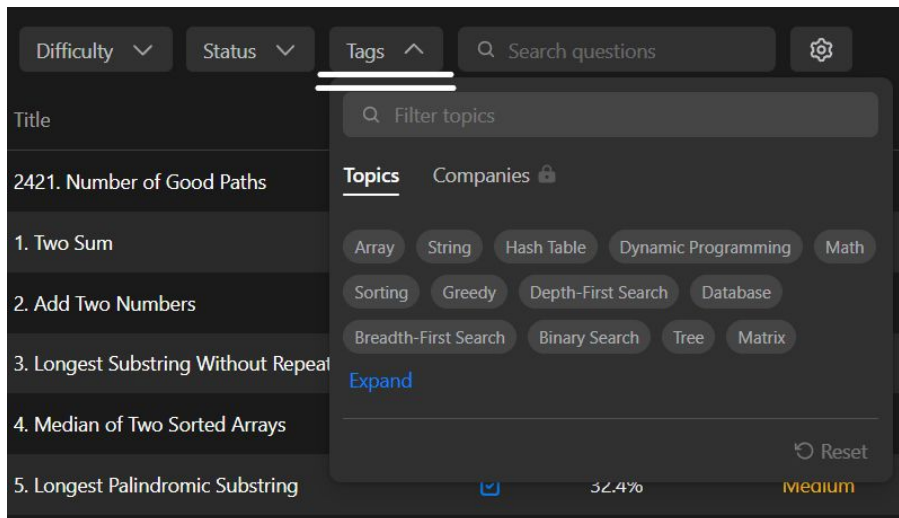 Difficulty Status Tags Search questions
Title
Filter topics
2421. Number of Good Paths
Topics Companies
1. Two Sum
Array String Hash Table Dynamic Programming Math
2. Add Two Numbers
Sorting Greedy Depth-First Search Database
Breadth-First Search Binary Search Tree Matrix
3. Longest Substring Without Repeat
Expand
4. Median of Two Sorted Arrays
Reset
5. Longest Palindromic Substring 32.4% Medium